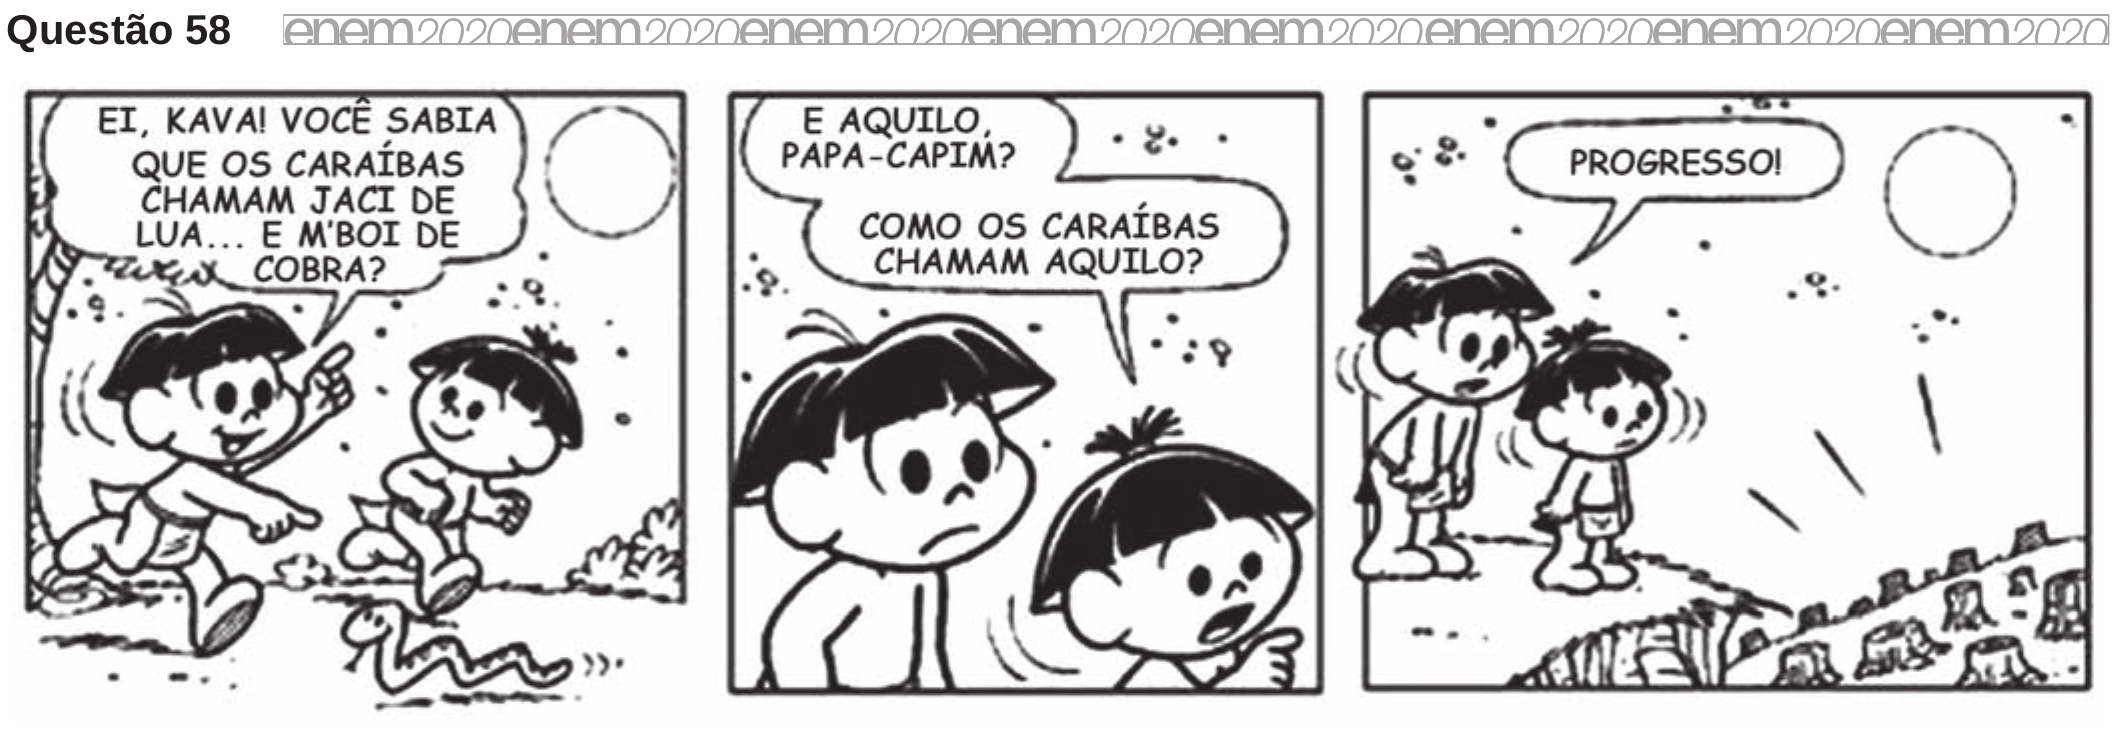 Questão 58 enem2020enem2020enem2020enem2020enem2020enem2020enem2020enem2020
EI, KAVA! VOCÊ SABIA
QUE OS CARAÍBAS
CHAMAM JACI DE
LUA... E M'BOI DE
COBRA?
E AQUILO,
PAPA-CAPIM?
COMO OS CARAÍBAS
CHAMAM AQUILO?
PROGRESSO!